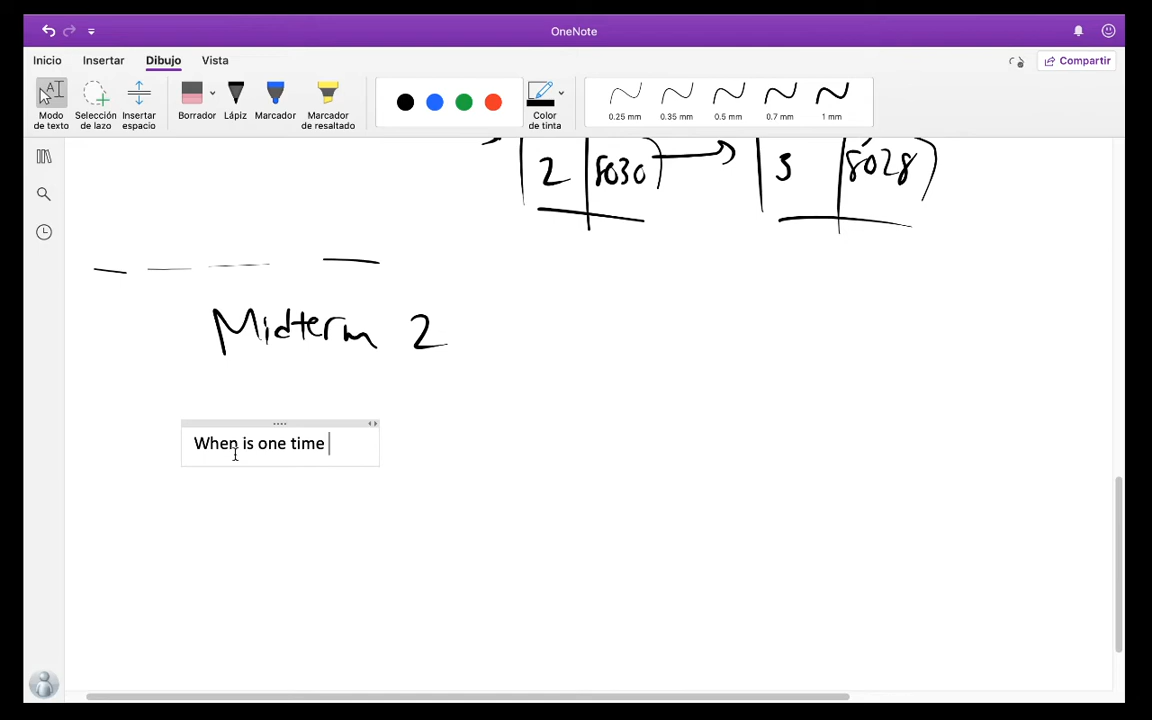 OneNote
Inicio Insertar Dibujo Vista
Compartir
Modo de texto
Selección de lazo
Insertar espacio
Borrador
Lápiz
Marcador
Marcador de resaltado
Color de tinta
0.25 mm
0.35 mm
0.5 mm
0.7 mm
1 mm
2 8030 3 8028
Midterm 2
When is one time